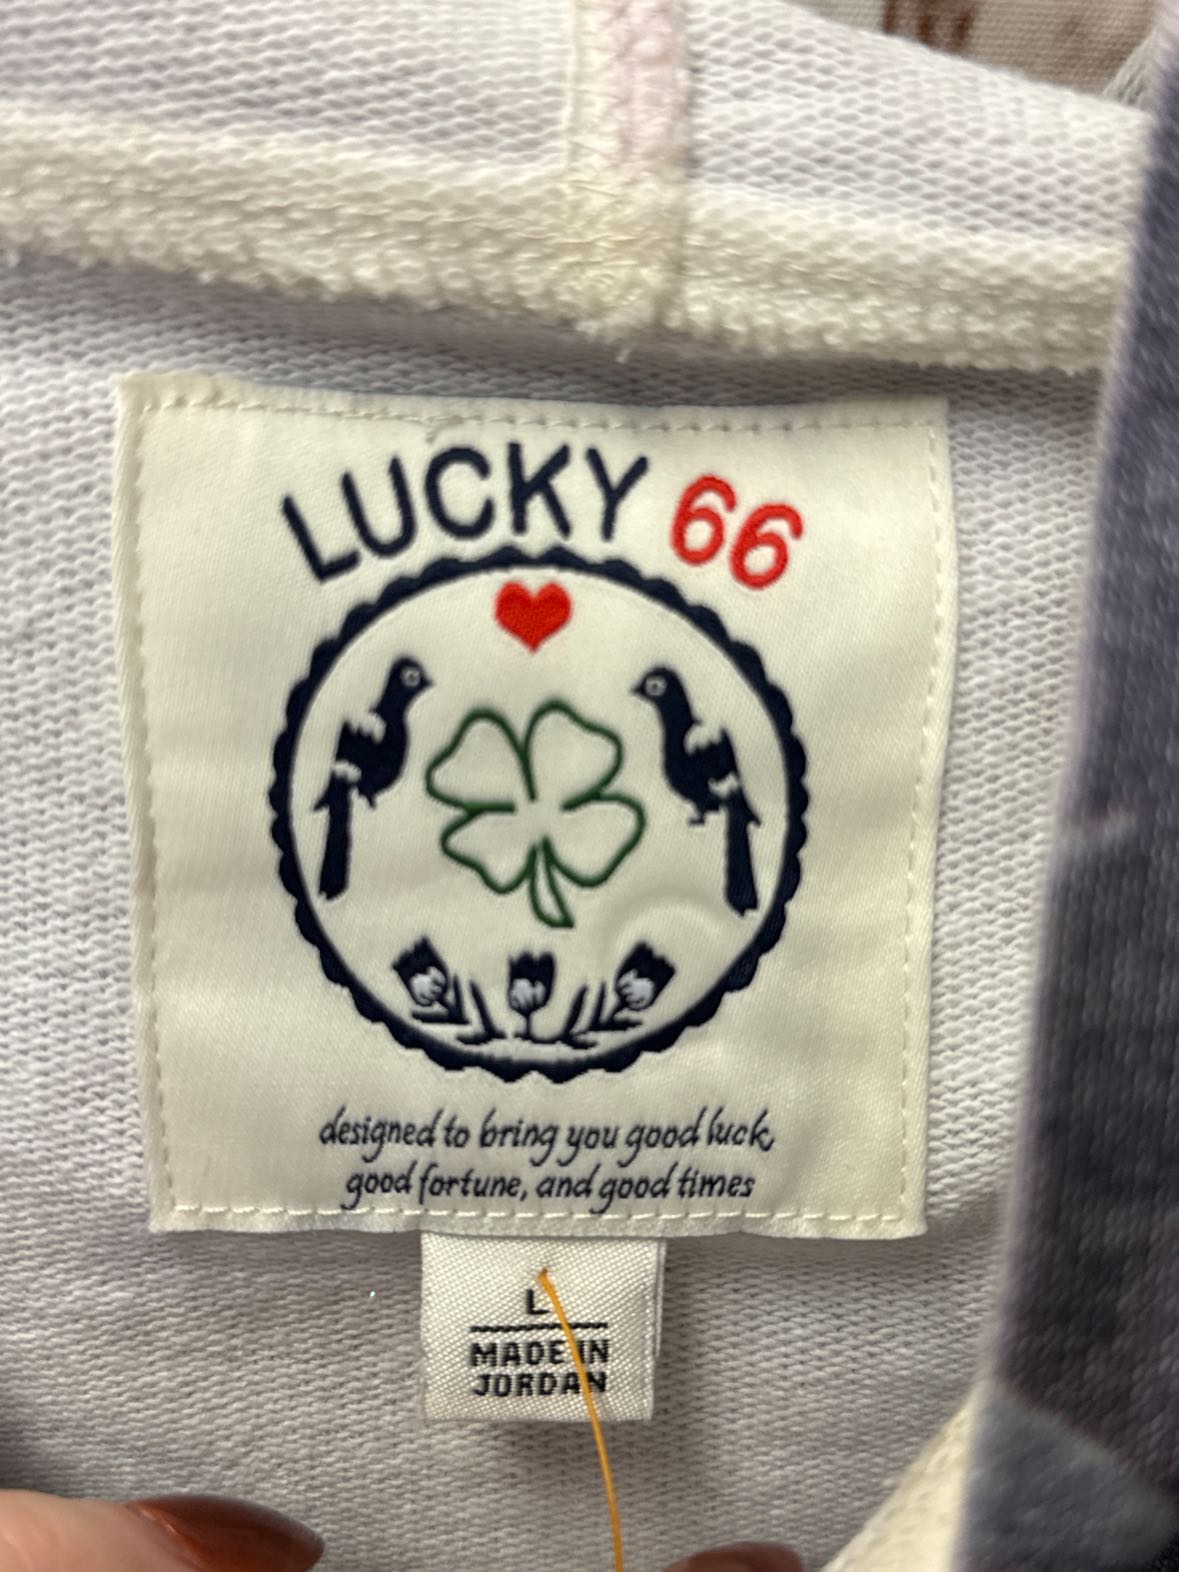 LUCKY 66
designed to bring you good luck,
good fortune, and good times
L
MADE IN
JORDAN